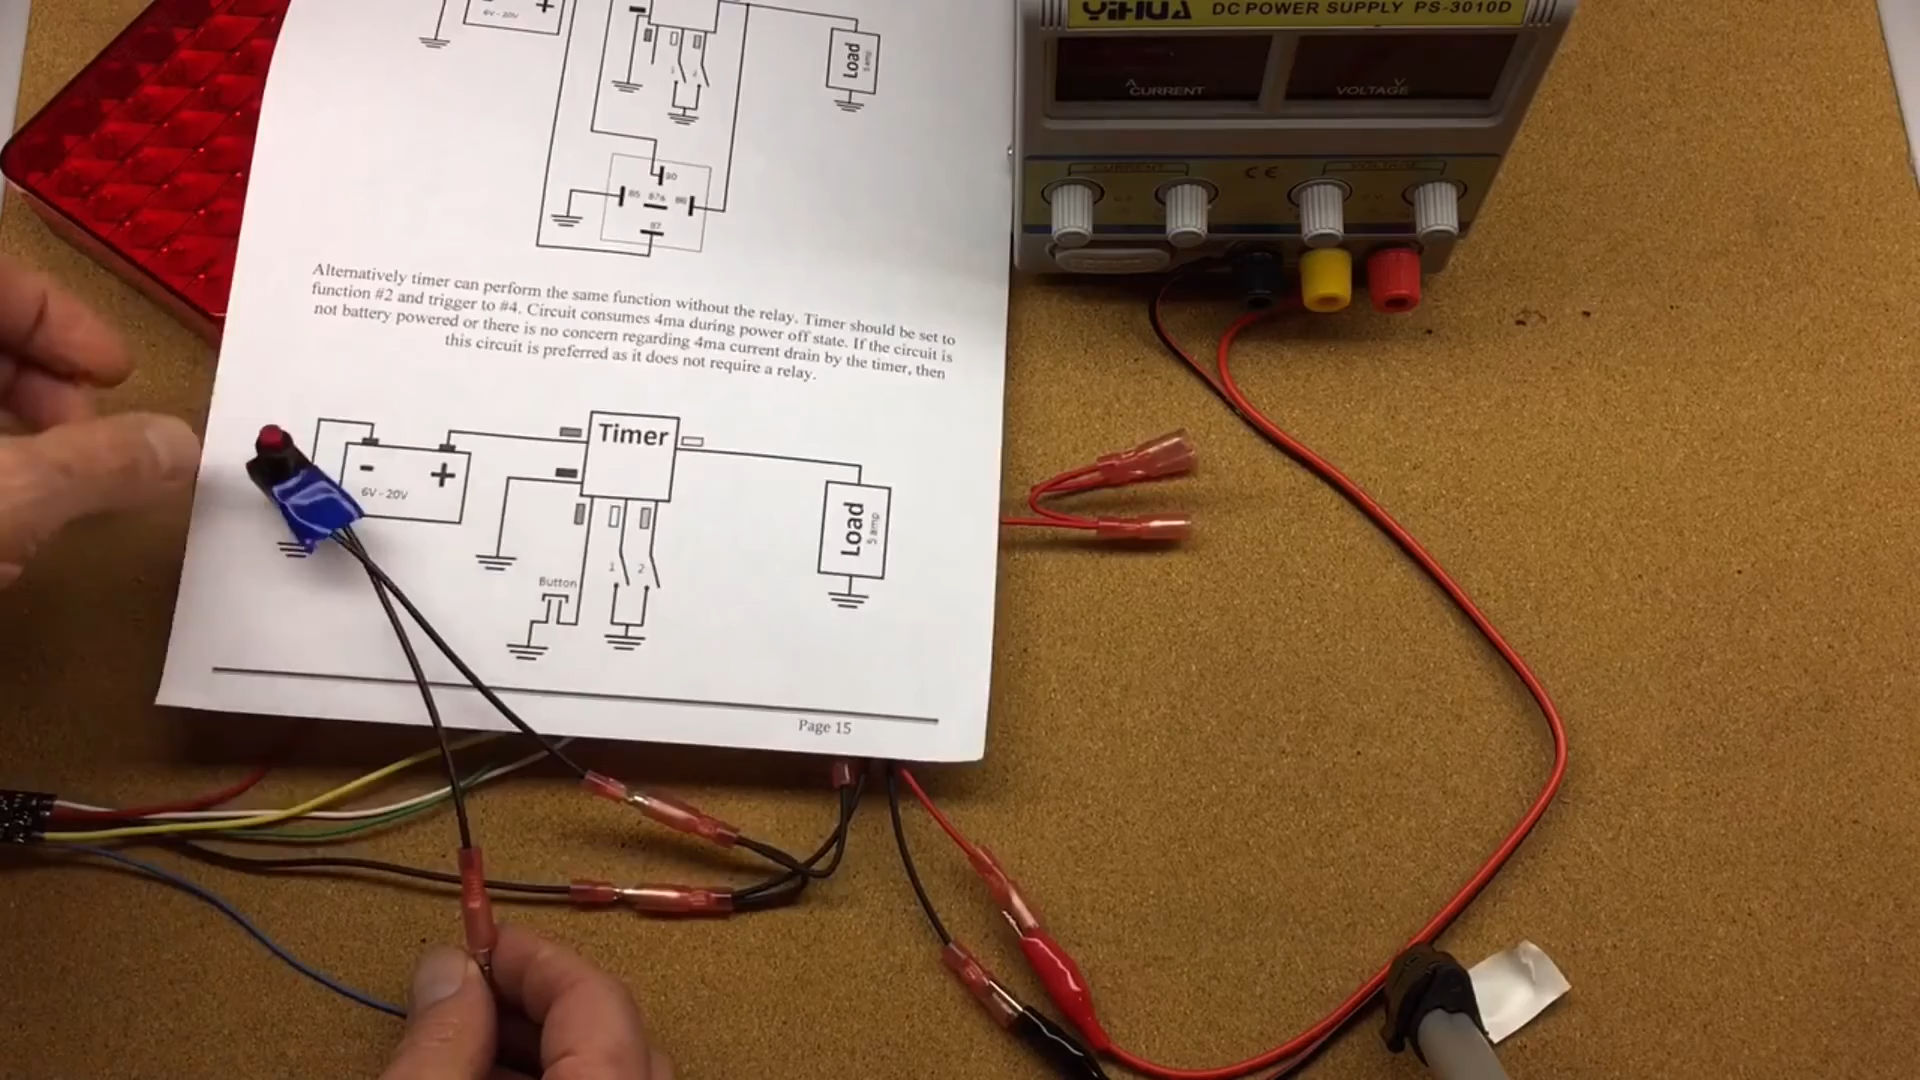 YiHUA DC POWER SUPPLY PS-3010D
A
CURRENT
V
VOLTAGE
CURRENT
VOLTAGE
CE
6V - 20V
+
1
2
Load
5 amp
30
85
87a
86
87
Alternatively timer can perform the same function without the relay. Timer should be set to
function #2 and trigger to #4. Circuit consumes 4ma during power off state. If the circuit is
not battery powered or there is no concern regarding 4ma current drain by the timer, then
this circuit is preferred as it does not require a relay.
Timer
-
+
6V - 20V
Load
5 amp
Button
1
2
Page 15